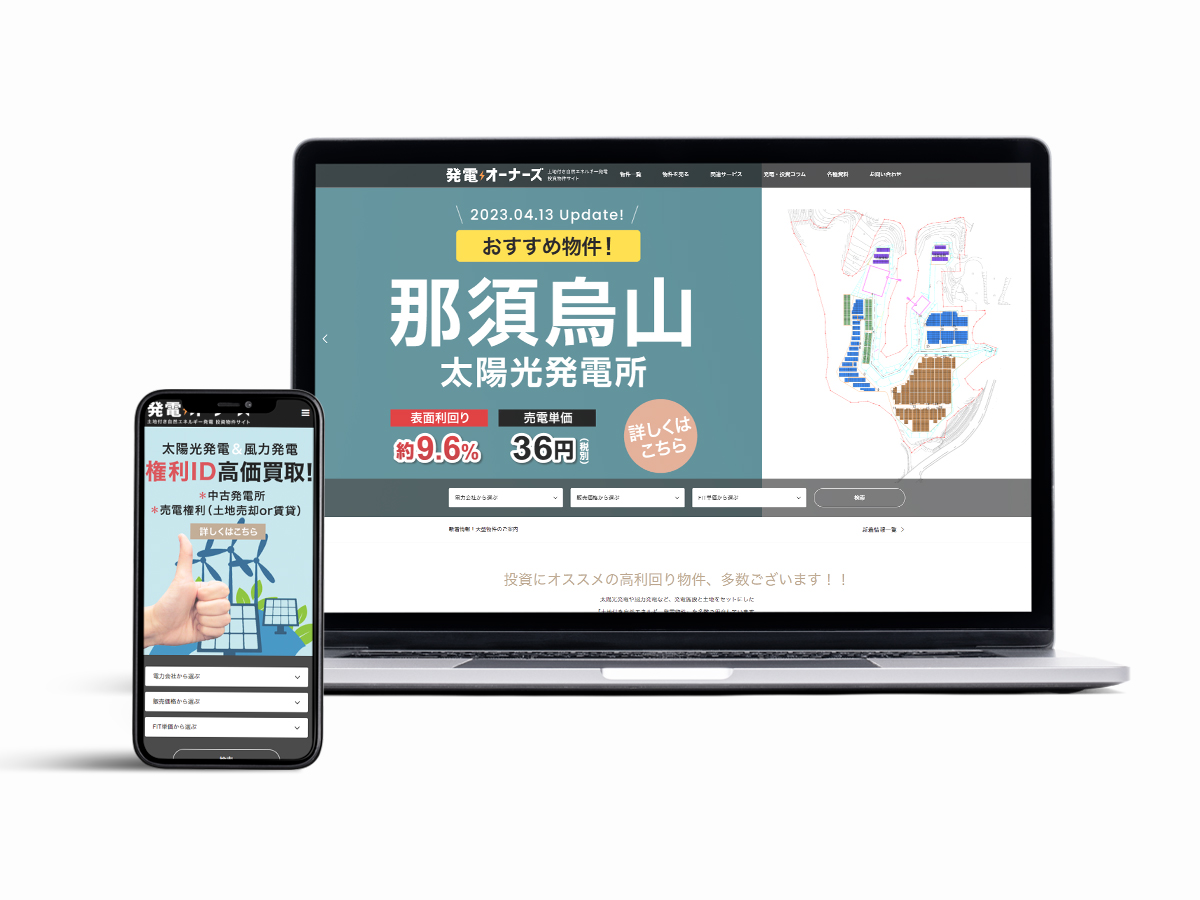 発電オーナーズ
土地付き自然エネルギー発電
投資物件サイト
物件一覧
物件を売る
関連サービス
売電・投資コラム
各種資料
お問い合わせ
2023.04.13 Update!
おすすめ物件！
那須烏山
太陽光発電所
表面利回り
約9.6%
売電単価
36円(税別)
詳しくは
こちら
電力会社から選ぶ
販売価格から選ぶ
FIT単価から選ぶ
検索
新着情報！大型物件のご案内
新着情報一覧
投資にオススメの高利回り物件、多数ございます！！
太陽光発電や風力発電など、発電施設と土地をセットにした
発電オーナーズ
土地付き自然エネルギー発電 投資物件サイト
太陽光発電&風力発電
権利ID高価買取!
＊中古発電所
＊売電権利(土地売却or賃貸)
詳しくはこちら
電力会社から選ぶ
販売価格から選ぶ
FIT単価から選ぶ